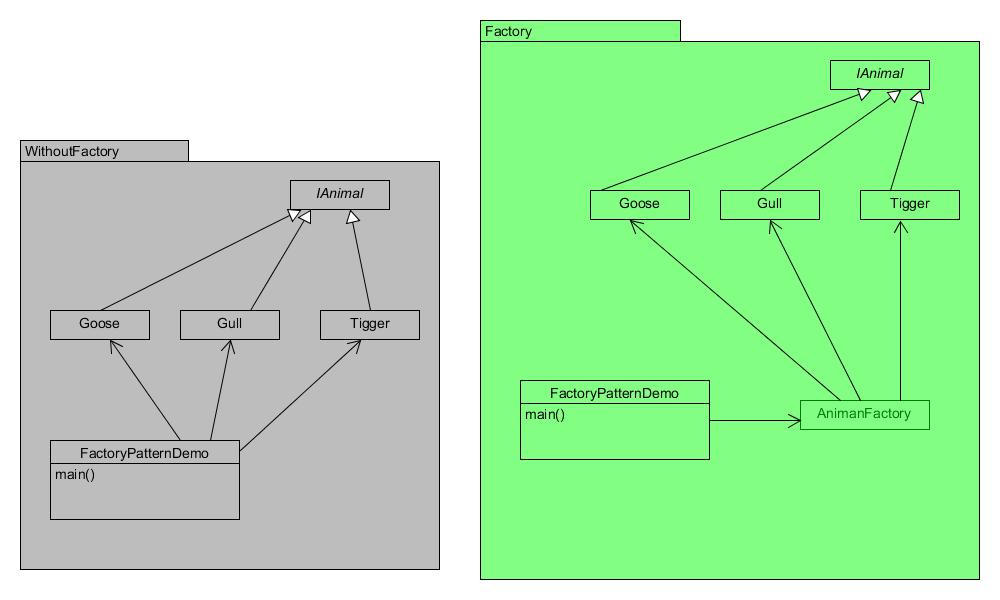 WithoutFactory
IAnimal
Goose
Gull
Tigger
FactoryPatternDemo
main()
Factory
IAnimal
Goose
Gull
Tigger
FactoryPatternDemo
main()
AnimanFactory